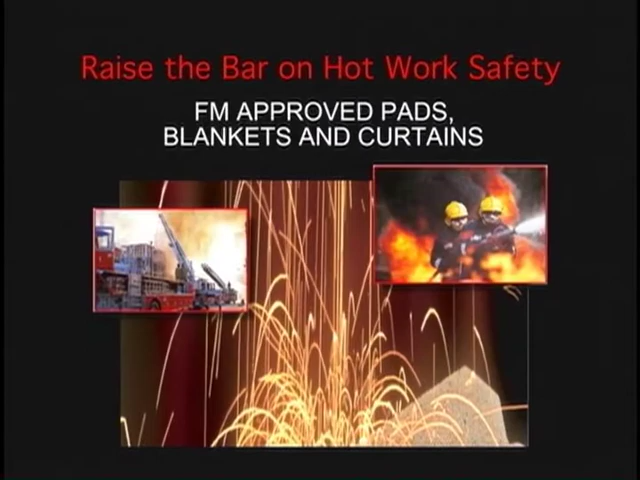 Raise the Bar on Hot Work Safety
FM APPROVED PADS,
BLANKETS AND CURTAINS